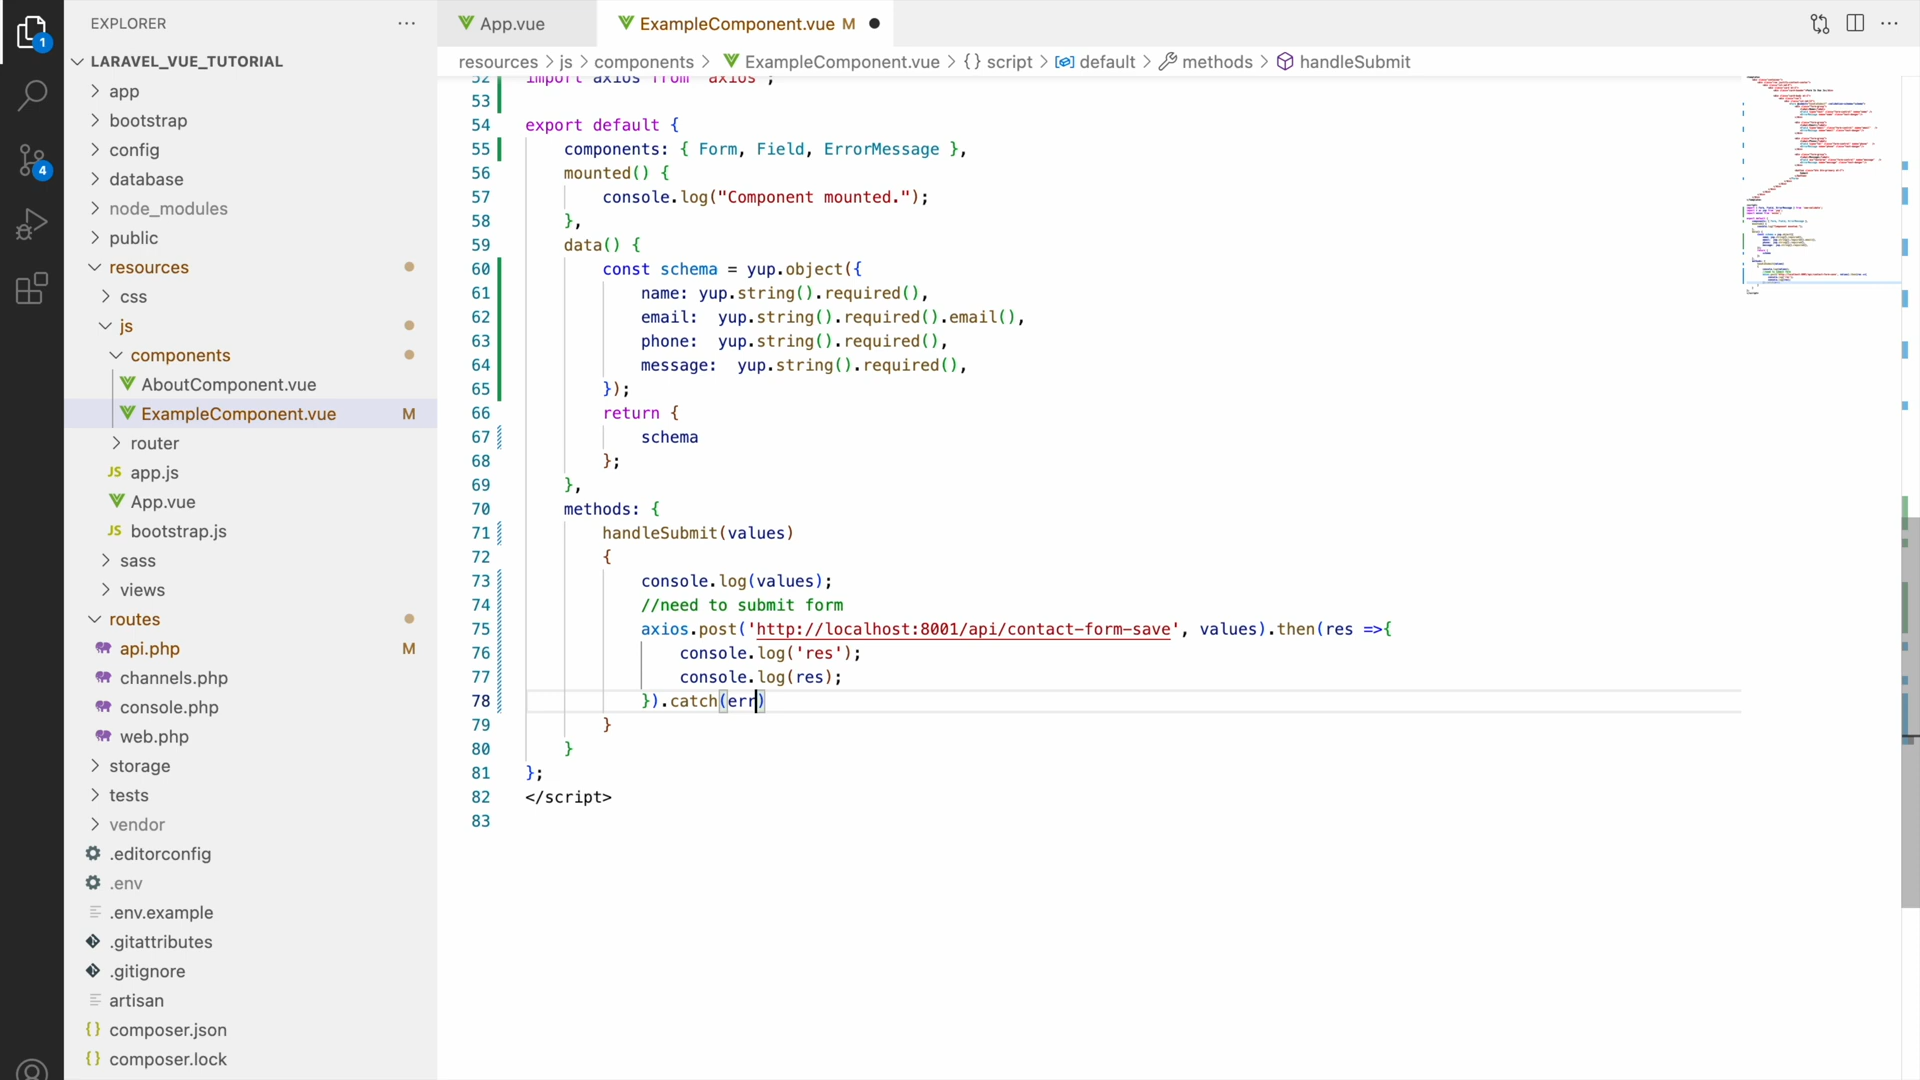 EXPLORER
LARAVEL_VUE_TUTORIAL
app
bootstrap
config
database
node_modules
public
resources
css
js
components
AboutComponent.vue
ExampleComponent.vue M
router
app.js
App.vue
bootstrap.js
sass
views
routes
api.php M
channels.php
console.php
web.php
storage
tests
vendor
.editorconfig
.env
.env.example
.gitattributes
.gitignore
artisan
composer.json
composer.lock
1
4
App.vue
ExampleComponent.vue M
resources > js > components > ExampleComponent.vue > {} script > default > methods > handleSubmit
52 import axios from 'axios';
53
54 export default {
55 components: { Form, Field, ErrorMessage },
56 mounted() {
57 console.log("Component mounted.");
58 },
59 data() {
60 const schema = yup.object({
61 name: yup.string().required(),
62 email:  yup.string().required().email(),
63 phone:  yup.string().required(),
64 message:  yup.string().required(),
65 });
66 return {
67 schema
68 };
69 },
70 methods: {
71 handleSubmit(values)
72 {
73 console.log(values);
74 //need to submit form
75 axios.post('http://localhost:8001/api/contact-form-save', values).then(res =>{
76 console.log('res');
77 console.log(res);
78 }).catch(err)
79 }
80 }
81 };
82 </script>
83